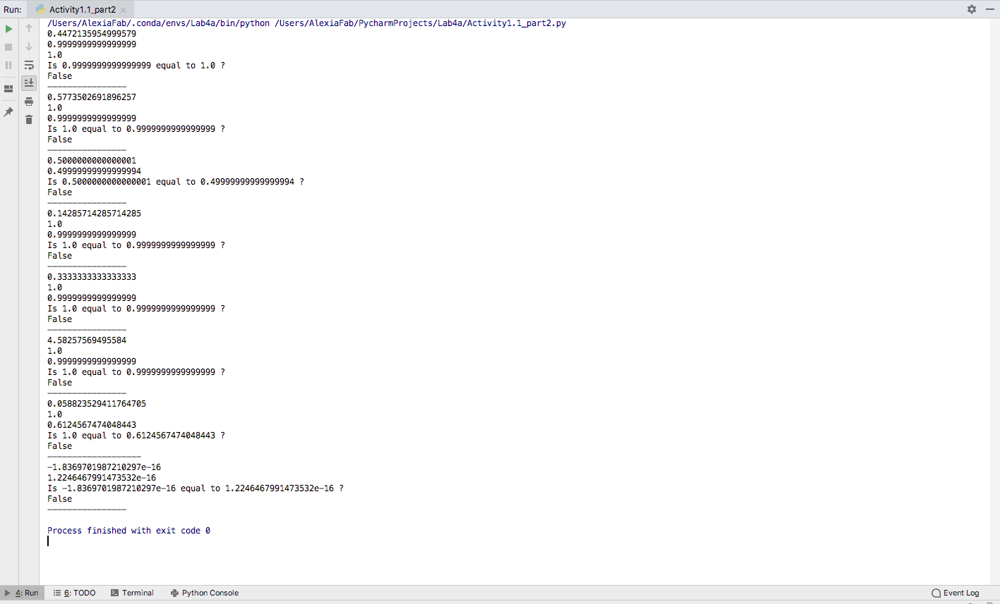 Run: Activity1.1_part2
/Users/AlexiaFab/.conda/envs/Lab4a/bin/python /Users/AlexiaFab/PycharmProjects/Lab4a/Activity1.1_part2.py
0.4472135954999579
0.9999999999999999
1.0
Is 0.9999999999999999 equal to 1.0 ?
False
----------------
0.5773502691896257
1.0
0.9999999999999999
Is 1.0 equal to 0.9999999999999999 ?
False
----------------
0.5000000000000001
0.49999999999999994
Is 0.5000000000000001 equal to 0.49999999999999994 ?
False
----------------
0.14285714285714285
1.0
0.9999999999999999
Is 1.0 equal to 0.9999999999999999 ?
False
----------------
0.3333333333333333
1.0
0.9999999999999999
Is 1.0 equal to 0.9999999999999999 ?
False
----------------
4.58257569495584
1.0
0.9999999999999999
Is 1.0 equal to 0.9999999999999999 ?
False
----------------
0.058823529411764705
1.0
0.6124567474048443
Is 1.0 equal to 0.6124567474048443 ?
False
-------------------
-1.8369701987210297e-16
1.2246467991473532e-16
Is -1.8369701987210297e-16 equal to 1.2246467991473532e-16 ?
False
----------------
Process finished with exit code 0
4: Run 6: TODO Terminal Python Console Event Log